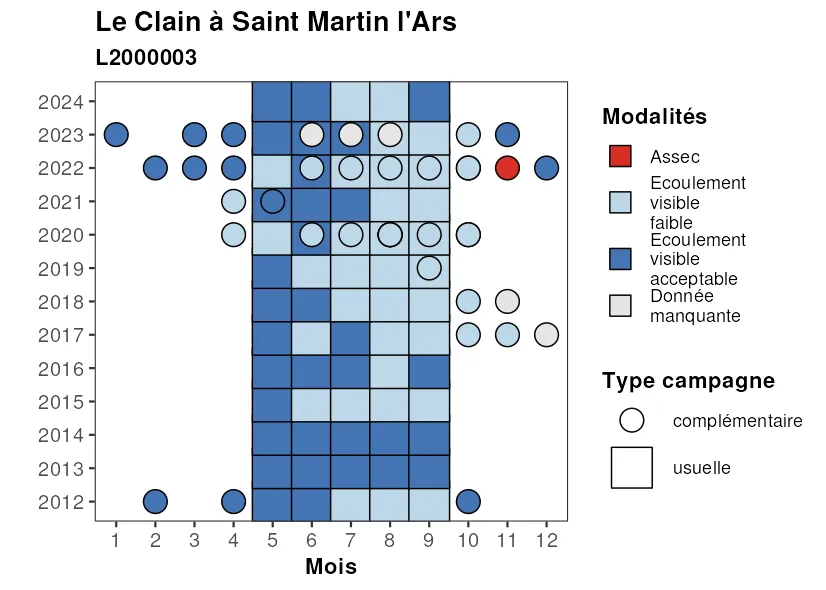 Le Clain à Saint Martin l'Ars
L2000003
2024
2023
2022
2021
2020
2019
2018
2017
2016
2015
2014
2013
2012
1 2 3 4 5 6 7 8 9 10 11 12
Mois
Modalités
Assec
Ecoulement
visible
faible
Ecoulement
visible
acceptable
Donnée
manquante
Type campagne
complémentaire
usuelle